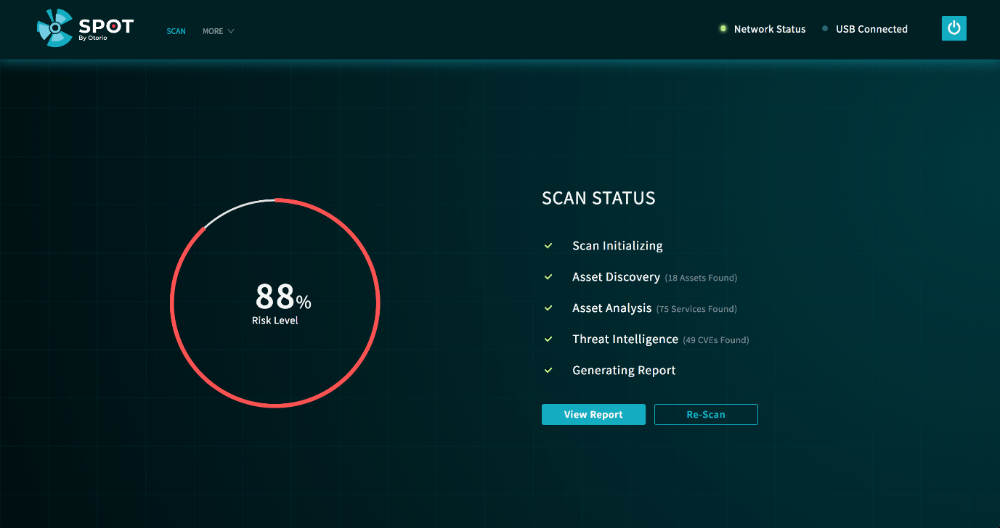 SPOT
By Otorio
SCAN
MORE
Network Status
USB Connected
88%
Risk Level
SCAN STATUS
Scan Initializing
Asset Discovery (18 Assets Found)
Asset Analysis (75 Services Found)
Threat Intelligence (49 CVEs Found)
Generating Report
View Report
Re-Scan